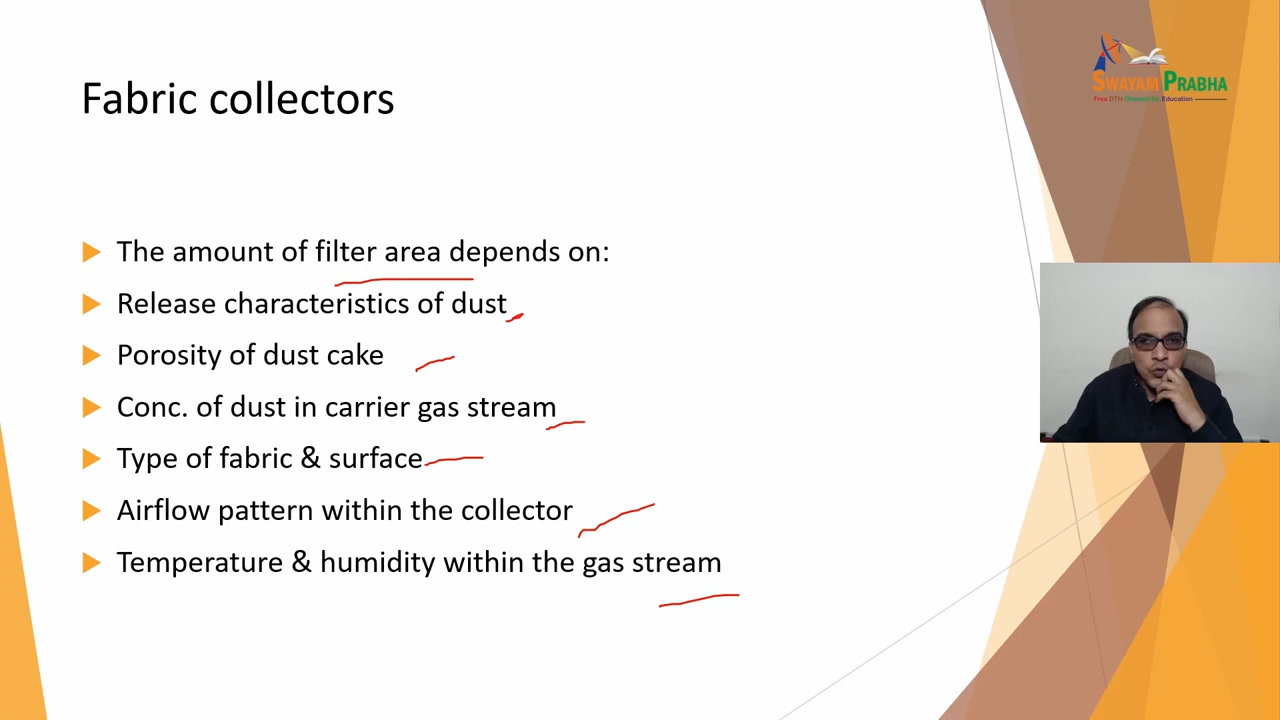 Fabric collectors
SWAYAM PRABHA
Free DTH Channel for Education
The amount of filter area depends on:
Release characteristics of dust
Porosity of dust cake
Conc. of dust in carrier gas stream
Type of fabric & surface
Airflow pattern within the collector
Temperature & humidity within the gas stream